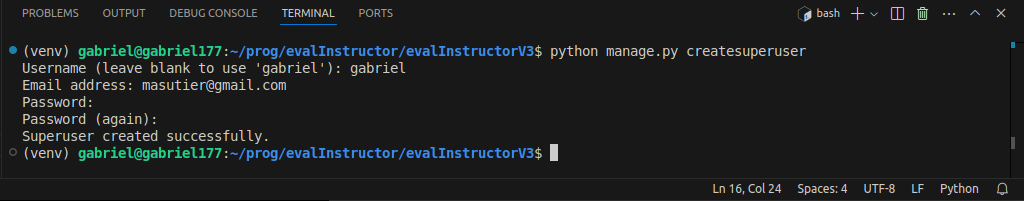 PROBLEMS OUTPUT DEBUG CONSOLE TERMINAL PORTS bash
(venv) gabriel@gabriel177:~/prog/evalInstructor/evalInstructorV3$ python manage.py createsuperuser
Username (leave blank to use 'gabriel'): gabriel
Email address: masutier@gmail.com
Password:
Password (again):
Superuser created successfully.
(venv) gabriel@gabriel177:~/prog/evalInstructor/evalInstructorV3$
Ln 16, Col 24 Spaces: 4 UTF-8 LF Python